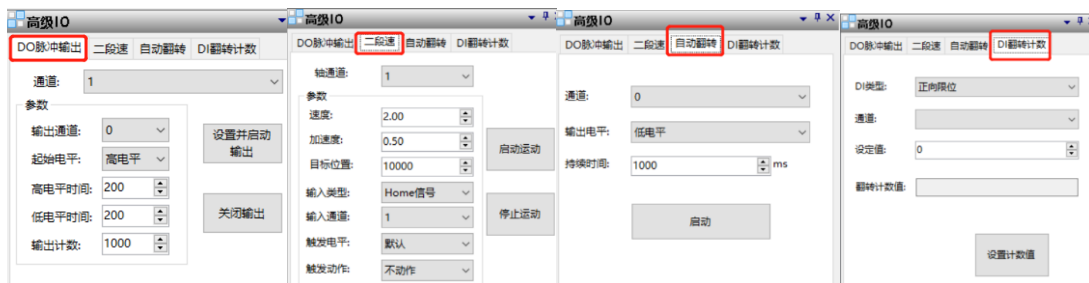 高级IO
DO脉冲输出 二段速 自动翻转 DI翻转计数
通道: 1
参数
输出通道: 0
起始电平: 高电平
高电平时间: 200
低电平时间: 200
输出计数: 1000
设置并启动
输出
关闭输出
高级IO
DO脉冲输出 二段速 自动翻转 DI翻转计数
轴通道: 1
参数
速度: 2.00
加速度: 0.50
目标位置: 10000
输入类型: Home信号
输入通道: 1
触发电平: 默认
触发动作: 不动作
启动运动
停止运动
高级IO
DO脉冲输出 二段速 自动翻转 DI翻转计数
通道: 0
输出电平: 低电平
持续时间: 1000 ms
启动
高级IO
DO脉冲输出 二段速 自动翻转 DI翻转计数
DI类型: 正向限位
通道:
设定值: 0
翻转计数值:
设置计数值